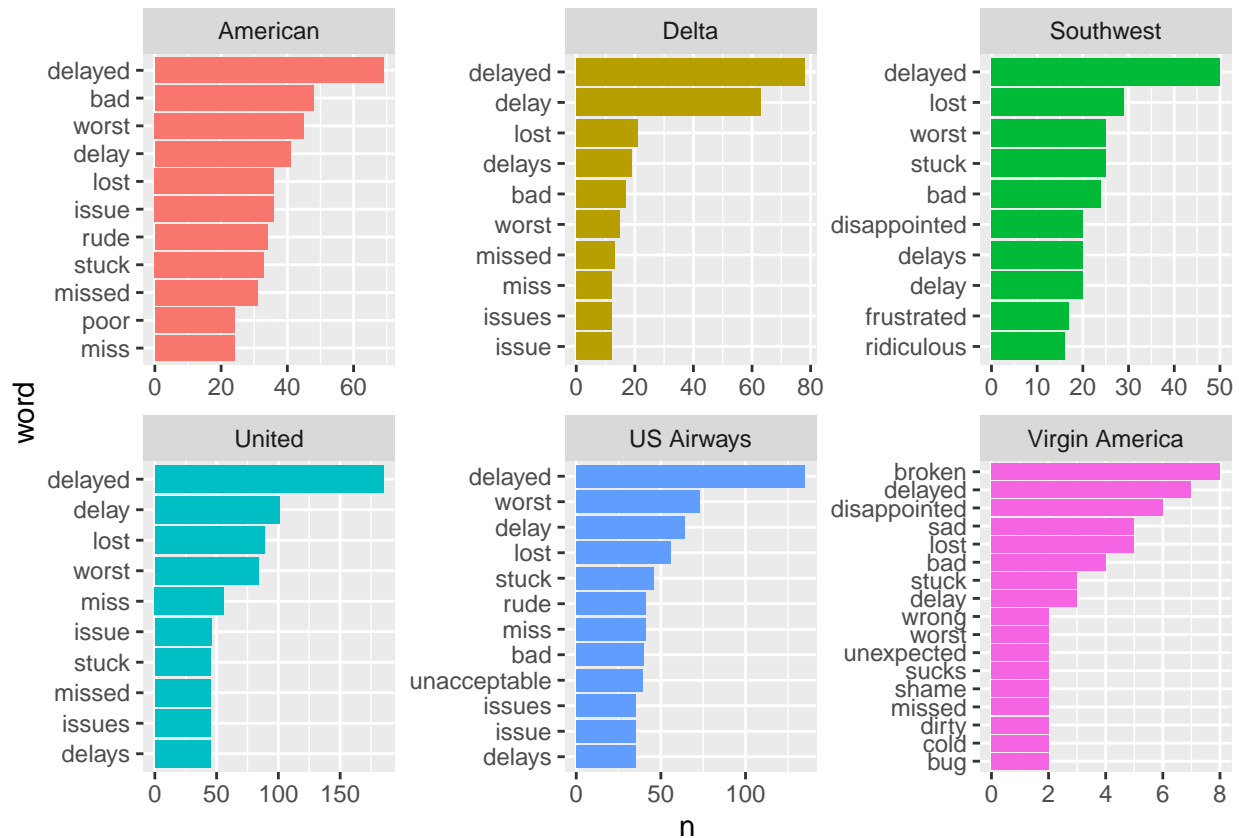 American
delayed
bad
worst
delay
lost
issue
rude
stuck
missed
poor
miss
0 20 40 60
Delta
delayed
delay
lost
delays
bad
worst
missed
miss
issues
issue
0 20 40 60 80
Southwest
delayed
lost
worst
stuck
bad
disappointed
delays
delay
frustrated
ridiculous
0 10 20 30 40 50
word
United
delayed
delay
lost
worst
miss
issue
stuck
missed
issues
delays
0 50 100 150
US Airways
delayed
worst
delay
lost
stuck
rude
miss
bad
unacceptable
issues
issue
delays
0 50 100
Virgin America
broken
delayed
disappointed
sad
lost
bad
stuck
delay
wrong
worst
unexpected
sucks
shame
missed
dirty
cold
bug
0 2 4 6 8
n